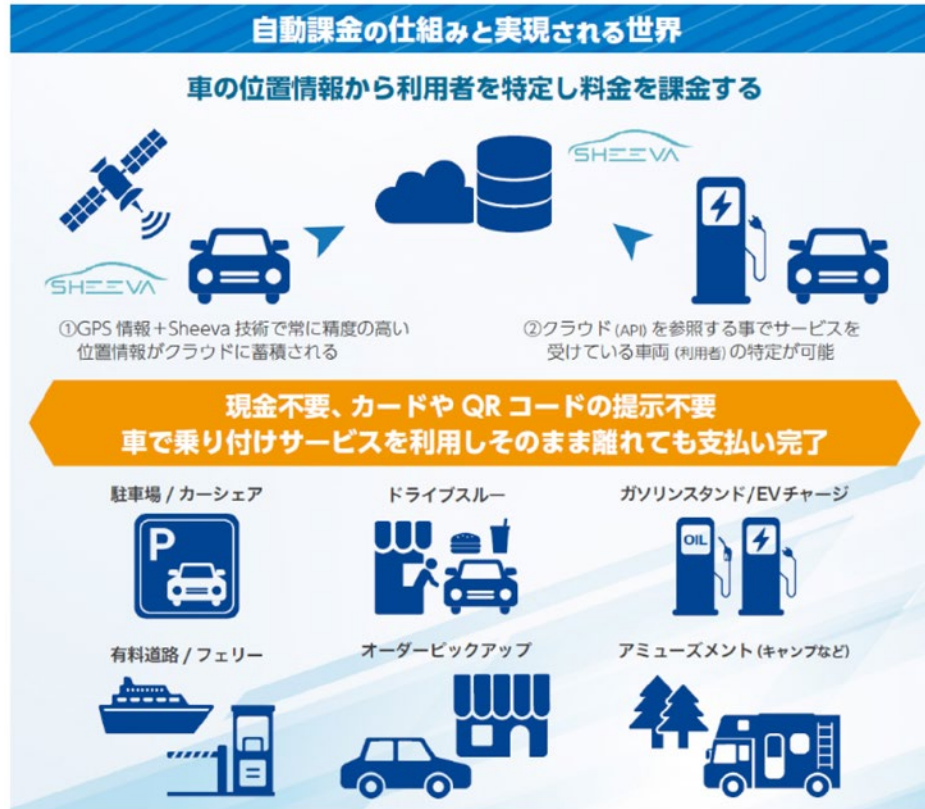 自動課金の仕組みと実現される世界
車の位置情報から利用者を特定し料金を課金する
SHEEVA
SHEEVA
①GPS 情報＋Sheeva 技術で常に精度の高い
位置情報がクラウドに蓄積される
②クラウド (API) を参照する事でサービスを
受けている車両 (利用者) の特定が可能
現金不要、カードや QR コードの提示不要
車で乗り付けサービスを利用しそのまま離れても支払い完了
駐車場 / カーシェア
ドライブスルー
ガソリンスタンド/EVチャージ
P
OIL
有料道路 / フェリー
オーダーピックアップ
アミューズメント (キャンプなど)